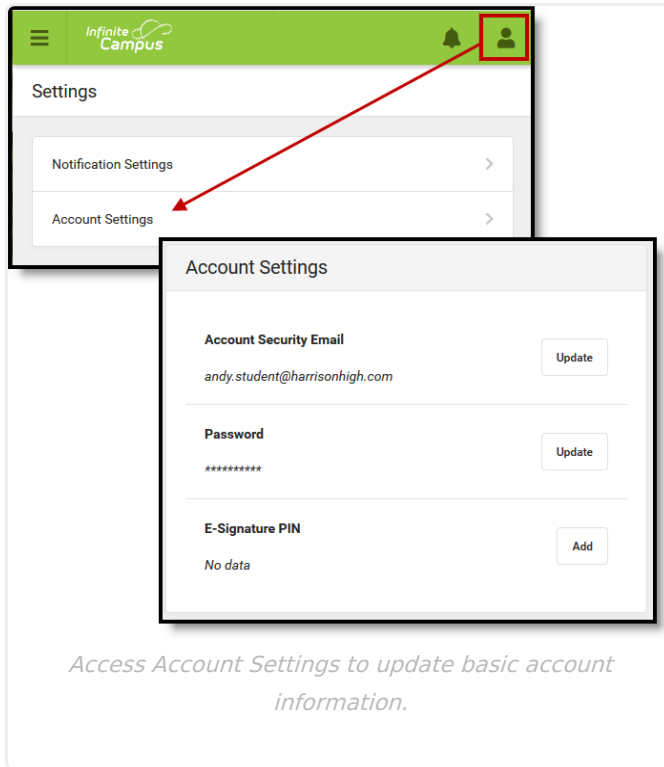 Infinite
Campus
Settings
Notification Settings
Account Settings
Account Settings
Account Security Email
Update
andy.student@harrisonhigh.com
Password
Update
**********
E-Signature PIN
Add
No data
Access Account Settings to update basic account
information.